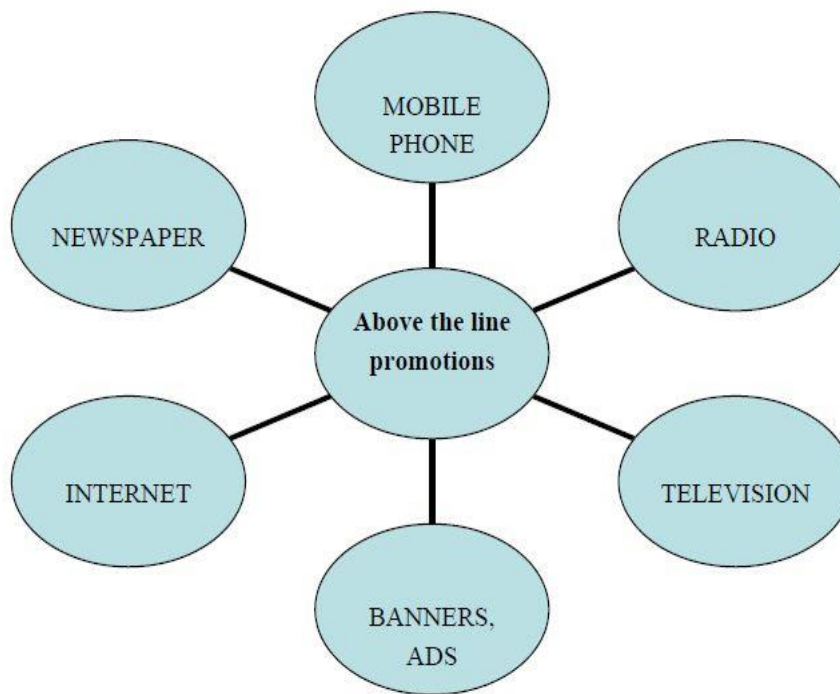 MOBILE
PHONE
NEWSPAPER
RADIO
Above the line
promotions
INTERNET
TELEVISION
BANNERS,
ADS